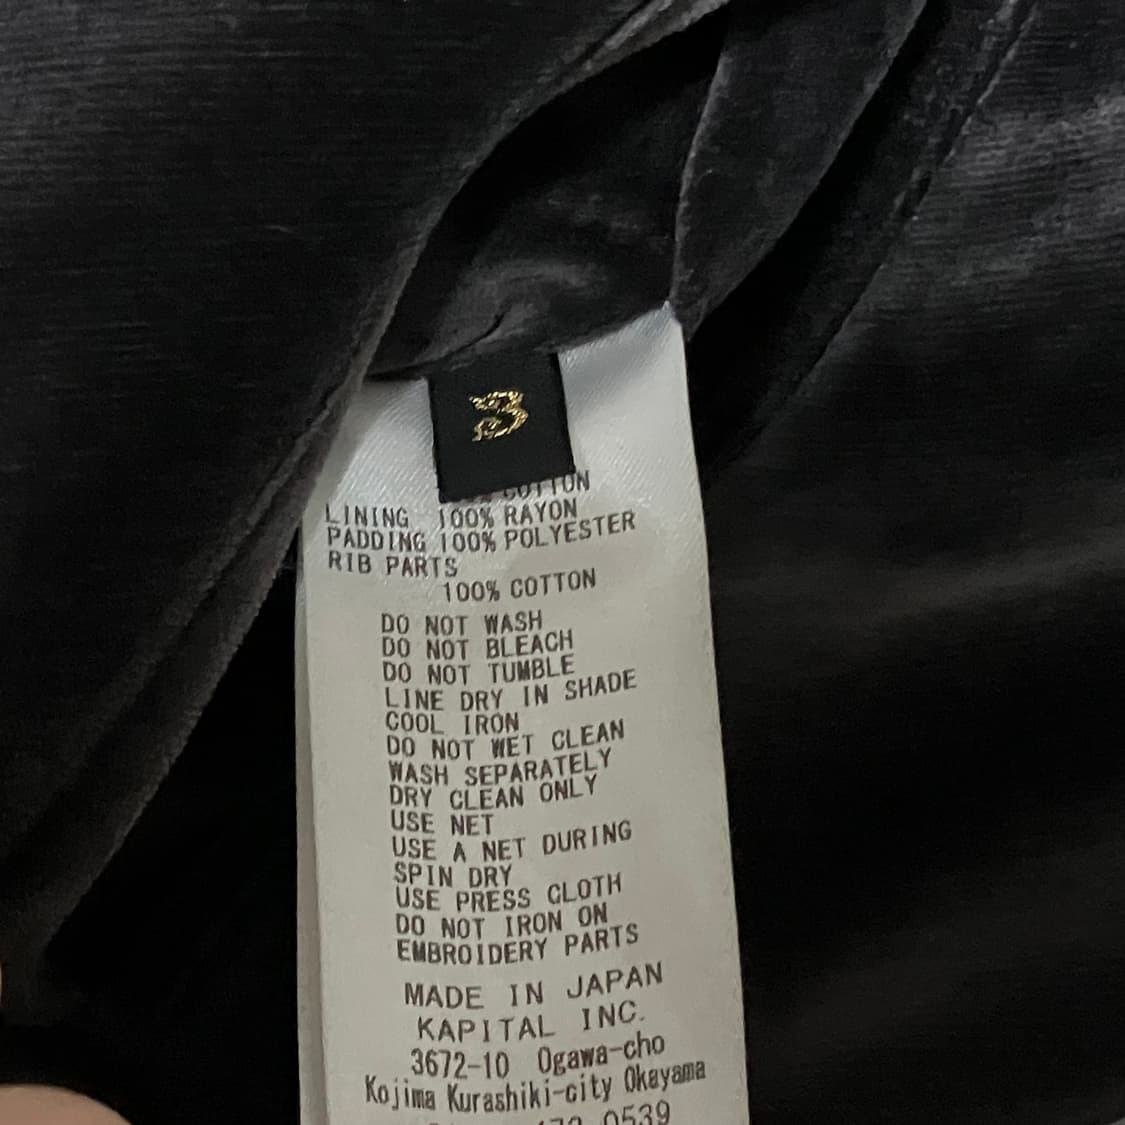 3
COTTON
LINING 100% RAYON
PADDING 100% POLYESTER
RIB PARTS
100% COTTON
DO NOT WASH
DO NOT BLEACH
DO NOT TUMBLE
LINE DRY IN SHADE
COOL IRON
DO NOT WET CLEAN
WASH SEPARATELY
DRY CLEAN ONLY
USE NET
USE A NET DURING
SPIN DRY
USE PRESS CLOTH
DO NOT IRON ON
EMBROIDERY PARTS
MADE IN JAPAN
KAPITAL INC.
3672-10 Ogawa-cho
Kojima Kurashiki-city Okayama
0539